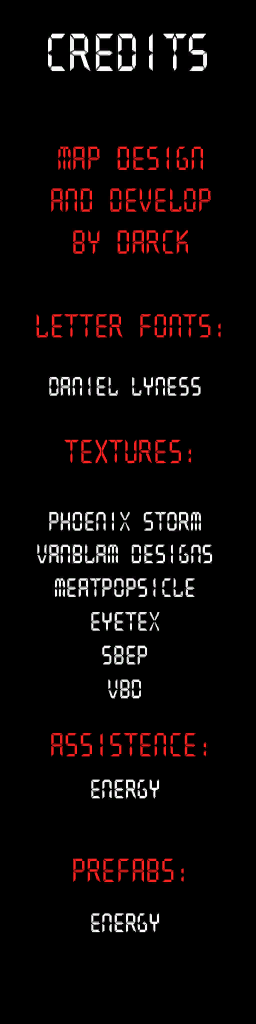 CREDITS
MAP DESIGN
AND DEVELOP
BY DARCK
LETTER FONTS:
DANIEL LYNESS
TEXTURES:
PHOENIX STORM
VANBLAM DESIGNS
MEATPOPSICLE
EYETEX
SBEP
VBD
ASSISTENCE:
ENERGY
PREFABS:
ENERGY